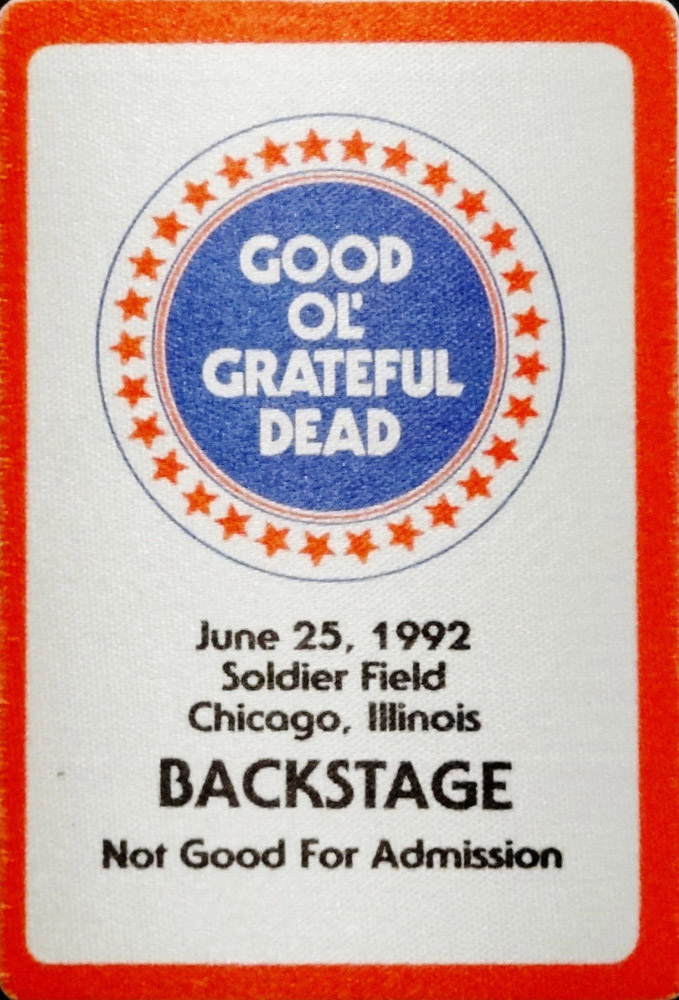 GOOD
OL'
GRATEFUL
DEAD
June 25, 1992
Soldier Field
Chicago, Illinois
BACKSTAGE
Not Good For Admission